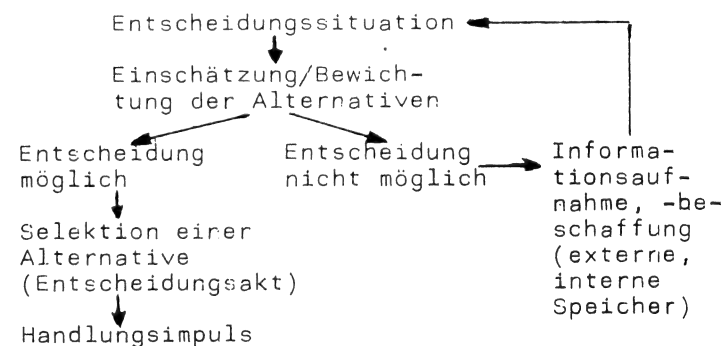 Entscheidungssituation
Einschätzung/Bewich-
tung der Alternativen
Entscheidung
möglich
Entscheidung
nicht möglich
Informa-
tionsauf-
nahme, -be-
schaffung
(externe,
interne
Speicher)
Selektion einer
Alternative
(Entscheidungsakt)
Handlungsimpuls